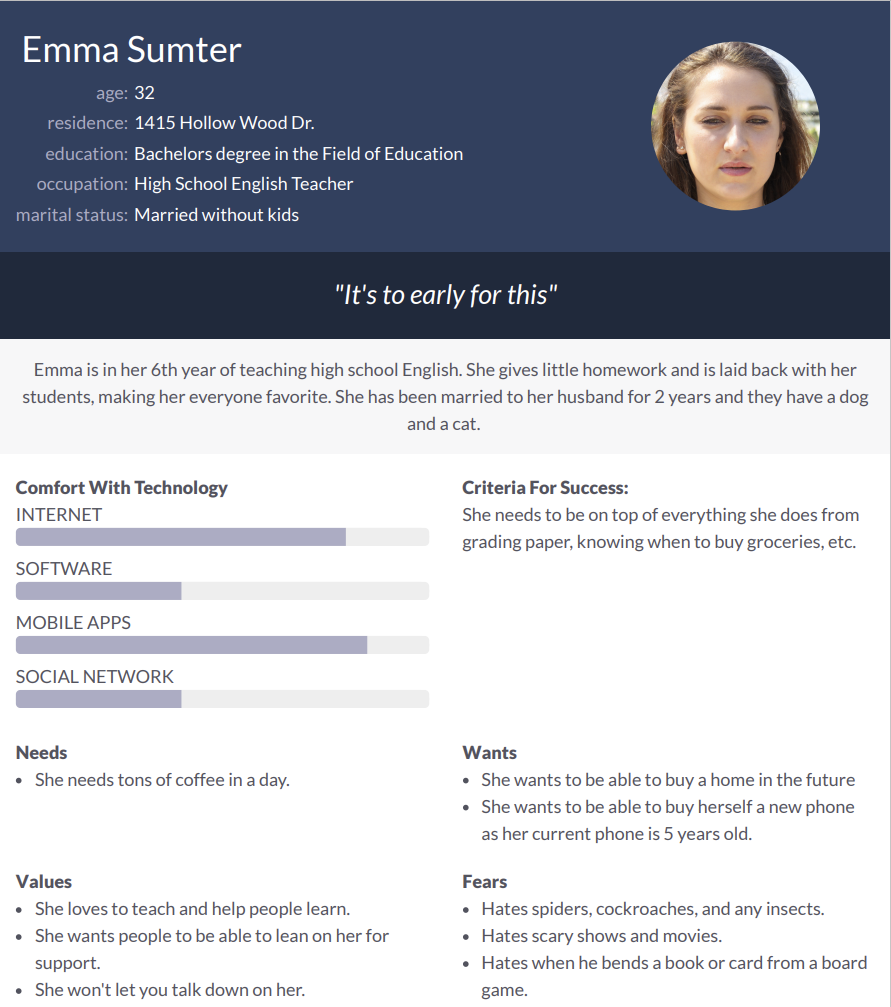 Emma Sumter
age: 32
residence: 1415 Hollow Wood Dr.
education: Bachelors degree in the Field of Education
occupation: High School English Teacher
marital status: Married without kids
"It's to early for this"
Emma is in her 6th year of teaching high school English. She gives little homework and is laid back with her
students, making her everyone favorite. She has been married to her husband for 2 years and they have a dog
and a cat.
Comfort With Technology
INTERNET
SOFTWARE
MOBILE APPS
SOCIAL NETWORK
Criteria For Success:
She needs to be on top of everything she does from
grading paper, knowing when to buy groceries, etc.
Needs
• She needs tons of coffee in a day.
Wants
• She wants to be able to buy a home in the future
• She wants to be able to buy herself a new phone
as her current phone is 5 years old.
Values
• She loves to teach and help people learn.
• She wants people to be able to lean on her for
support.
• She won't let you talk down on her.
Fears
• Hates spiders, cockroaches, and any insects.
• Hates scary shows and movies.
• Hates when he bends a book or card from a board
game.